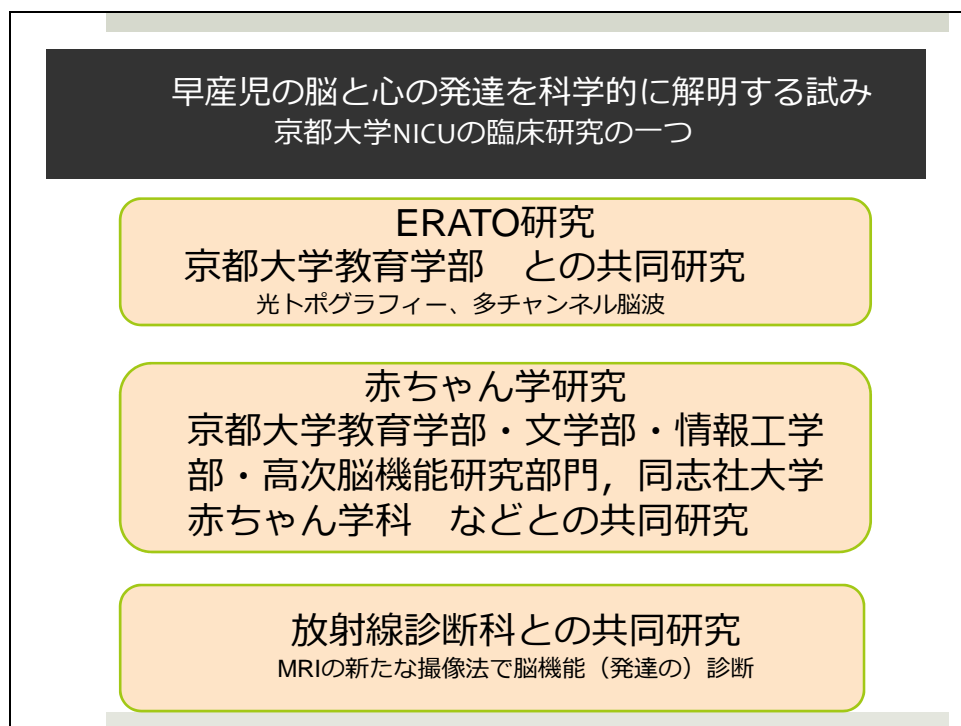 早産児の脳と心の発達を科学的に解明する試み
京都大学NICUの臨床研究の一つ
ERATO研究
京都大学教育学部　との共同研究
光トポグラフィー、多チャンネル脳波
赤ちゃん学研究
京都大学教育学部・文学部・情報工学
部・高次脳機能研究部門，同志社大学
赤ちゃん学科　などとの共同研究
放射線診断科との共同研究
MRIの新たな撮像法で脳機能（発達の）診断